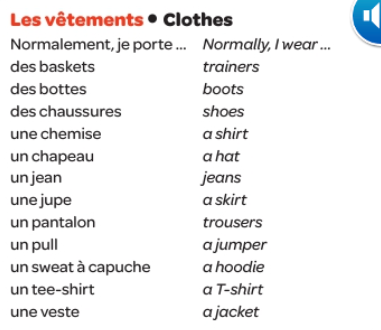 Les vêtements • Clothes
Normalement, je porte ... Normally, I wear ...
des baskets trainers
des bottes boots
des chaussures shoes
une chemise a shirt
un chapeau a hat
un jean jeans
une jupe a skirt
un pantalon trousers
un pull a jumper
un sweat à capuche a hoodie
un tee-shirt a T-shirt
une veste a jacket